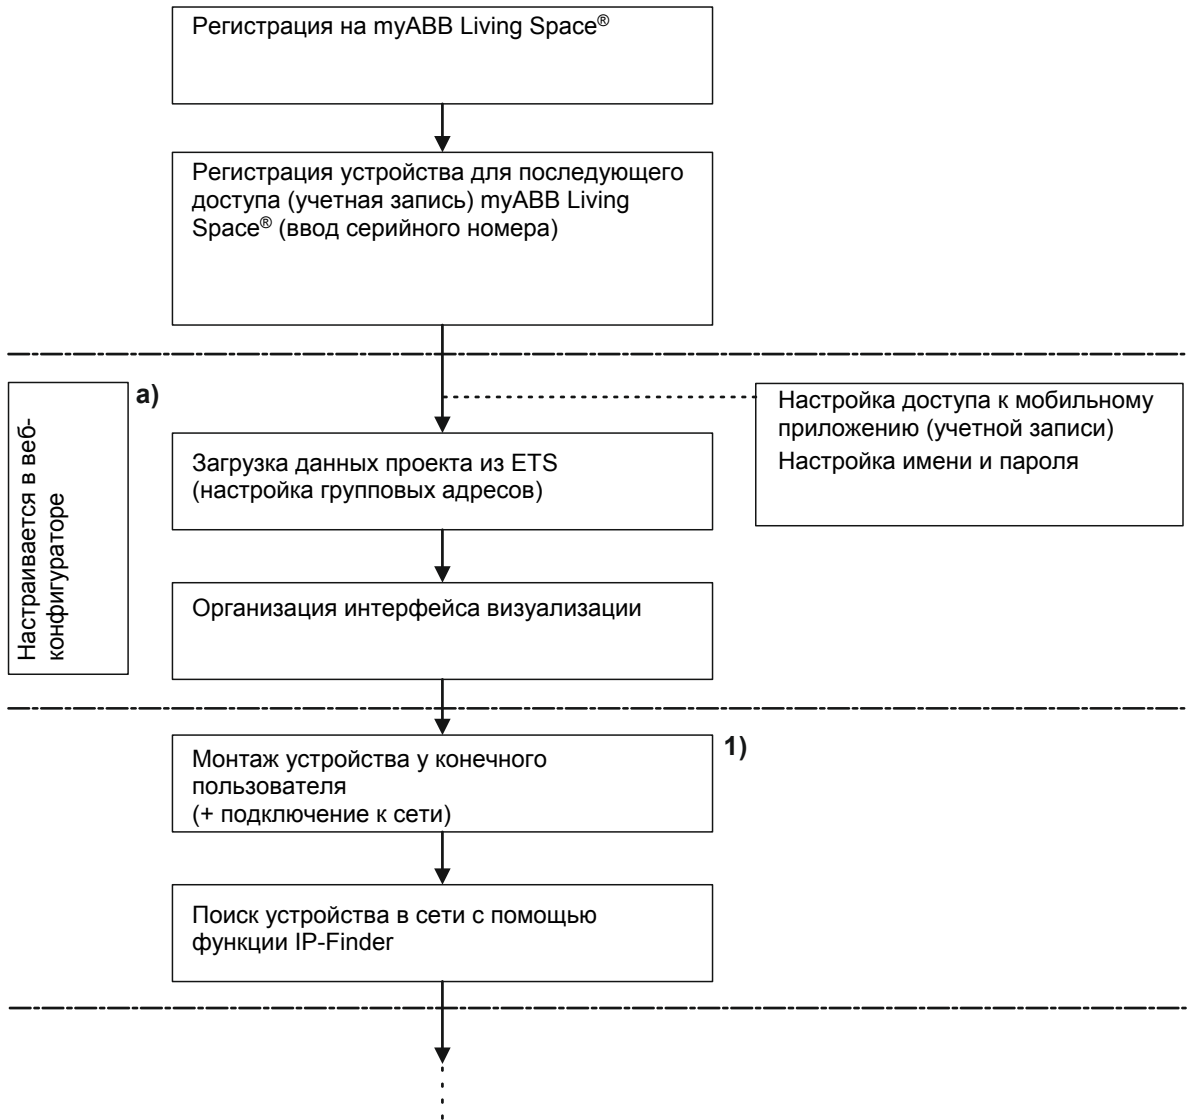 Регистрация на myABB Living Space®
Регистрация устройства для последующего
доступа (учетная запись) myABB Living
Space® (ввод серийного номера)
Настраивается в веб-
конфигураторе
a)
Настройка доступа к мобильному
приложению (учетной записи)
Настройка имени и пароля
Загрузка данных проекта из ETS
(настройка групповых адресов)
Организация интерфейса визуализации
Монтаж устройства у конечного
пользователя
(+ подключение к сети)
1)
Поиск устройства в сети с помощью
функции IP-Finder